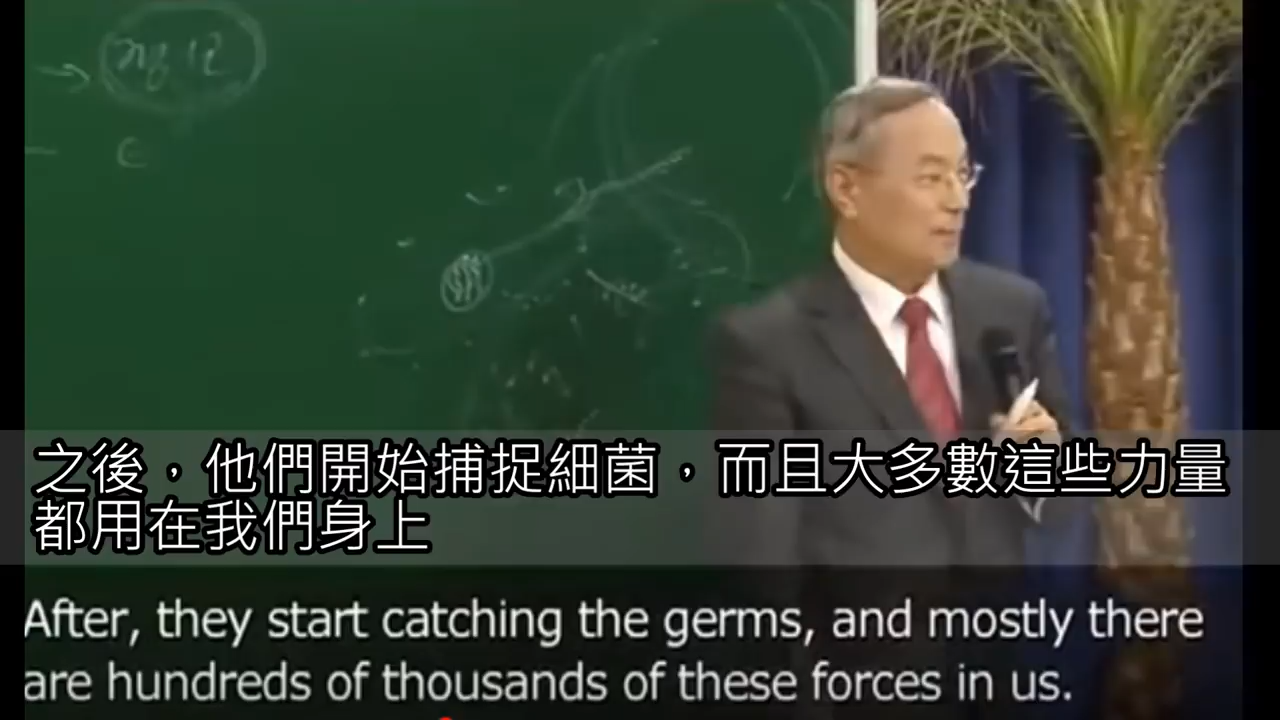 之後，他們開始捕捉細菌，而且大多數這些力量
都用在我們身上
After, they start catching the germs, and mostly there
are hundreds of thousands of these forces in us.